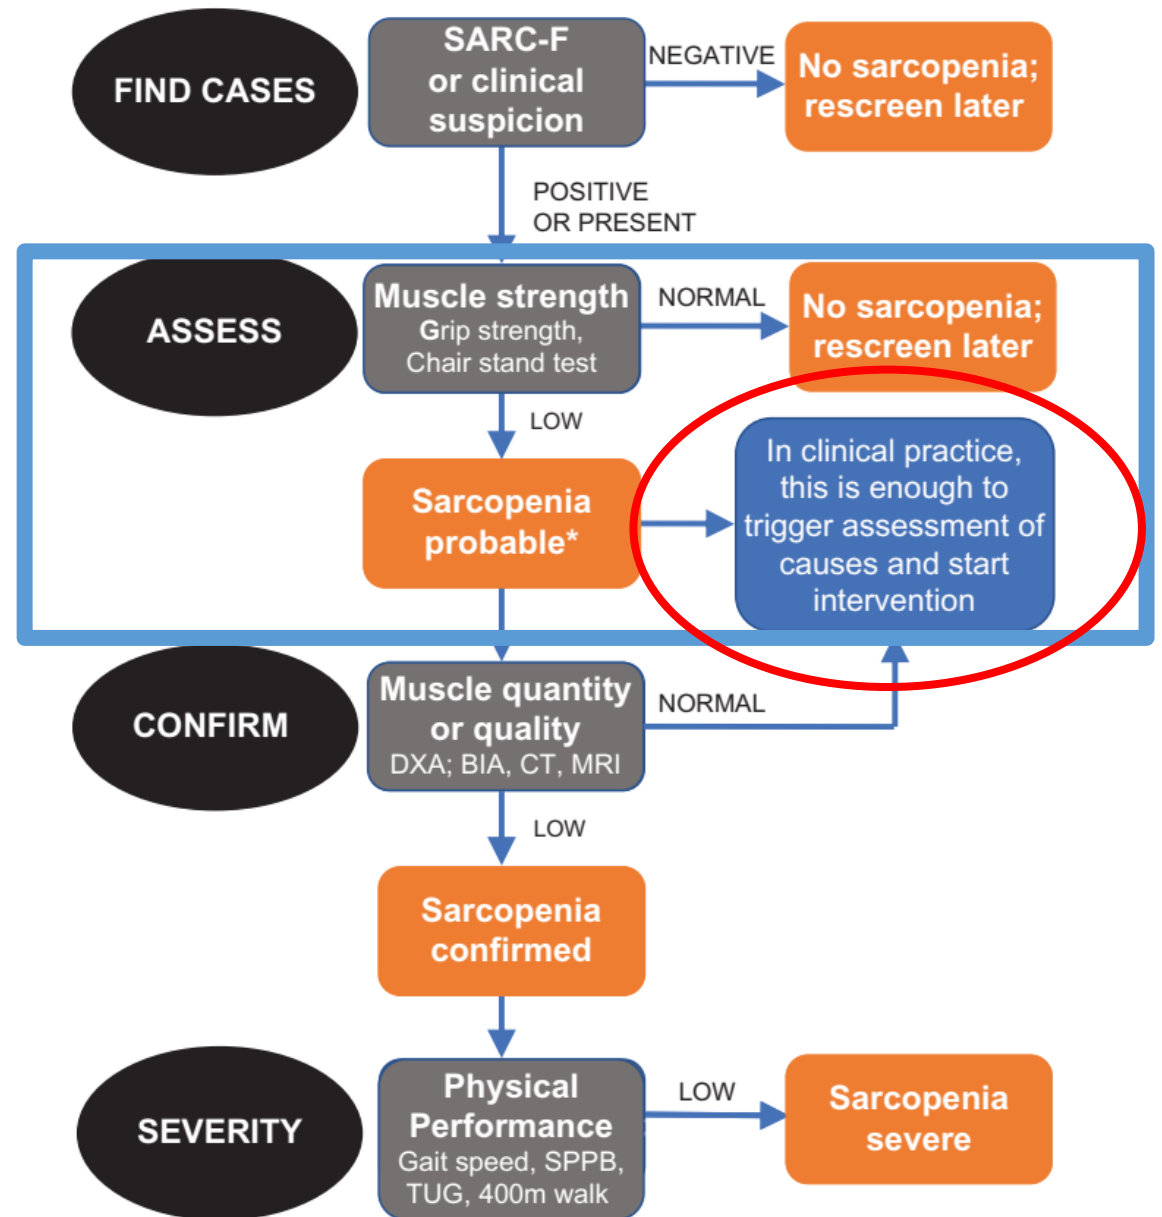 FIND CASES
SARC-F
or clinical
suspicion
NEGATIVE
No sarcopenia;
rescreen later
POSITIVE
OR PRESENT
ASSESS
Muscle strength
Grip strength,
Chair stand test
NORMAL
No sarcopenia;
rescreen later
LOW
Sarcopenia
probable*
In clinical practice,
this is enough to
trigger assessment of
causes and start
intervention
CONFIRM
Muscle quantity
or quality
DXA; BIA, CT, MRI
NORMAL
LOW
Sarcopenia
confirmed
SEVERITY
Physical
Performance
Gait speed, SPPB,
TUG, 400m walk
LOW
Sarcopenia
severe